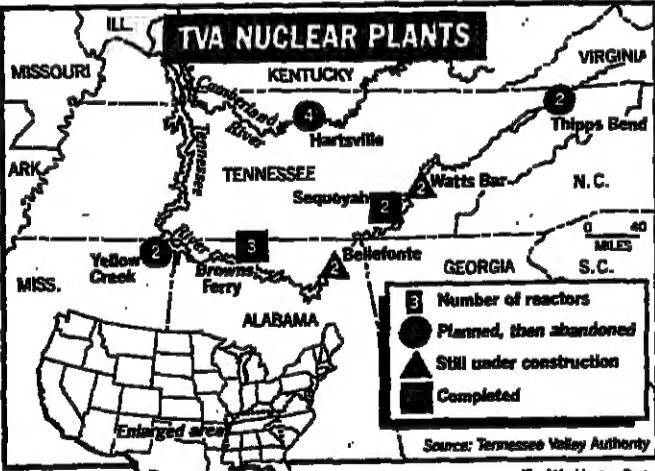 TVA NUCLEAR PLANTS
ILL.
MISSOURI
KENTUCKY
VIRGINIA
Cumberland
River
4
Hartsville
2
Thipps Bend
Tennessee
ARK.
TENNESSEE
2
Watts Bar
N.C.
Sequoyah
2
0 40
MILES
River
Yellow
Creek
2
3
Browns
Ferry
2
Bellefonte
GEORGIA
S.C.
MISS.
ALABAMA
3 Number of reactors
Planned, then abandoned
Still under construction
Completed
Enlarged area
Source: Tennessee Valley Authority